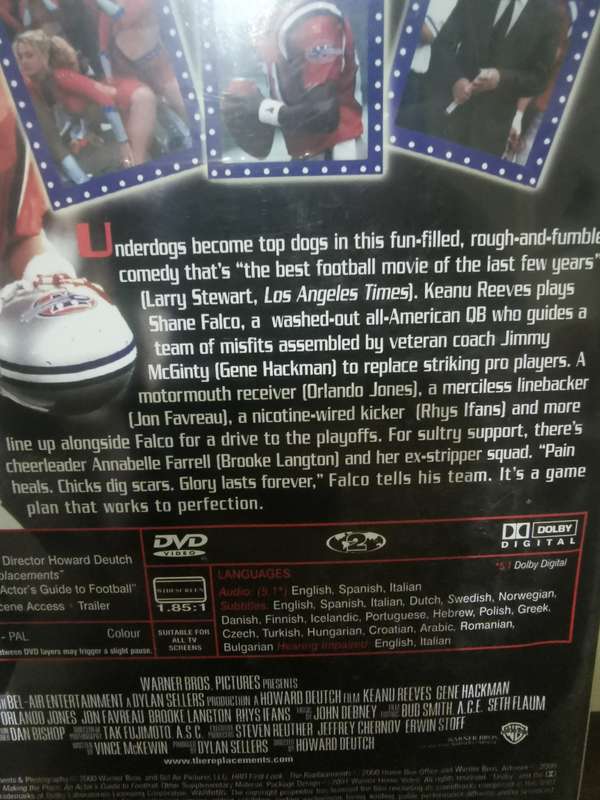 Underdogs become top dogs in this fun-filled, rough-and-fumble
comedy that's "the best football movie of the last few years"
(Larry Stewart, Los Angeles Times). Keanu Reeves plays
Shane Falco, a washed-out all-American QB who guides a
team of misfits assembled by veteran coach Jimmy
McGinty (Gene Hackman) to replace striking pro players. A
motormouth receiver (Orlando Jones), a merciless linebacker
(Jon Favreau), a nicotine-wired kicker (Rhys Ifans) and more
line up alongside Falco for a drive to the playoffs. For sultry support, there's
cheerleader Annabelle Farrell (Brooke Langton) and her ex-stripper squad. "Pain
heals. Chicks dig scars. Glory lasts forever," Falco tells his team. It's a game
plan that works to perfection.
DVD
VIDEO
2
DOLBY
DIGITAL
*5.1 Dolby Digital
Director Howard Deutch
placements"
Actor's Guide to Football"
cene Access · Trailer
- PAL Colour
tween DVD layers may trigger a slight pause.
WIDESCREEN
1.85:1
SUITABLE FOR
ALL TV
SCREENS
LANGUAGES
Audio: (5.1*) English, Spanish, Italian
Subtitles: English, Spanish, Italian, Dutch, Swedish, Norwegian,
Danish, Finnish, Icelandic, Portuguese, Hebrew, Polish, Greek,
Czech, Turkish, Hungarian, Croatian, Arabic, Romanian,
Bulgarian Hearing Impaired: English, Italian
WARNER BROS. PICTURES PRESENTS
BEL-AIR ENTERTAINMENT A DYLAN SELLERS PRODUCTION A HOWARD DEUTCH FILM KEANU REEVES GENE HACKMAN
ORLANDO JONES JON FAVREAU BROOKE LANGTON RHYS IFANS JOHN DEBNEY BUD SMITH, A.C.E. SETH FLAUM
DAN BISHOP TAK FUJIMOTO, A.S.C. STEVEN REUTHER JEFFREY CHERNOV ERWIN STOFF
VINCE McKEWIN DYLAN SELLERS HOWARD DEUTCH
WARNER BROS.
www.thereplacements.com